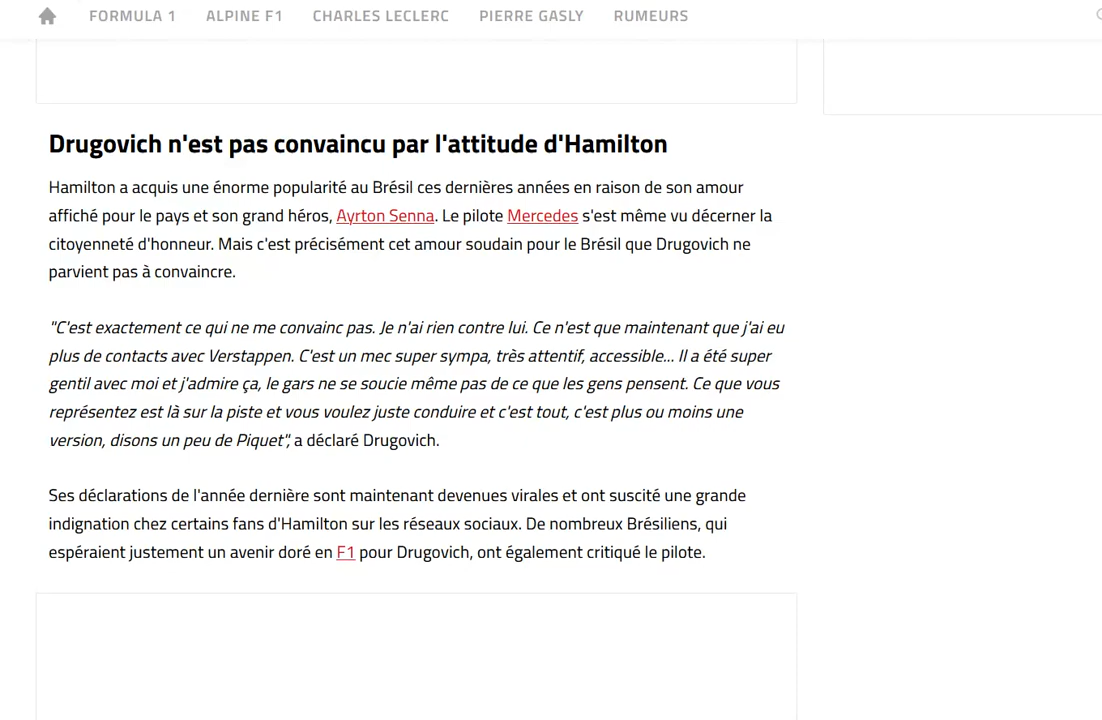 FORMULA 1 ALPINE F1 CHARLES LECLERC PIERRE GASLY RUMEURS
Drugovich n'est pas convaincu par l'attitude d'Hamilton
Hamilton a acquis une énorme popularité au Brésil ces dernières années en raison de son amour
affiché pour le pays et son grand héros, Ayrton Senna. Le pilote Mercedes s'est même vu décerner la
citoyenneté d'honneur. Mais c'est précisément cet amour soudain pour le Brésil que Drugovich ne
parvient pas à convaincre.
"C'est exactement ce qui ne me convainc pas. Je n'ai rien contre lui. Ce n'est que maintenant que j'ai eu
plus de contacts avec Verstappen. C'est un mec super sympa, très attentif, accessible... Il a été super
gentil avec moi et j'admire ça, le gars ne se soucie même pas de ce que les gens pensent. Ce que vous
représentez est là sur la piste et vous voulez juste conduire et c'est tout, c'est plus ou moins une
version, disons un peu de Piquet", a déclaré Drugovich.
Ses déclarations de l'année dernière sont maintenant devenues virales et ont suscité une grande
indignation chez certains fans d'Hamilton sur les réseaux sociaux. De nombreux Brésiliens, qui
espéraient justement un avenir doré en F1 pour Drugovich, ont également critiqué le pilote.